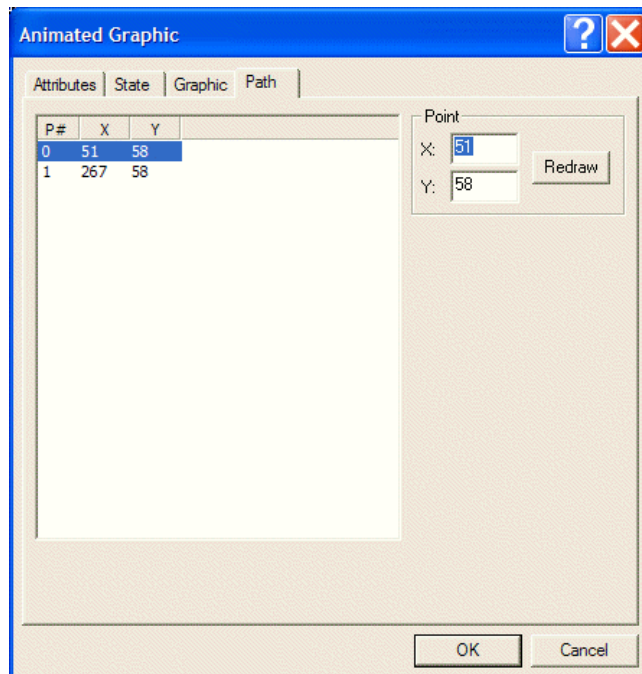 Animated Graphic
Attributes State Graphic Path
P# X Y
0 51 58
1 267 58
Point
X: 51
Y: 58
Redraw
OK Cancel